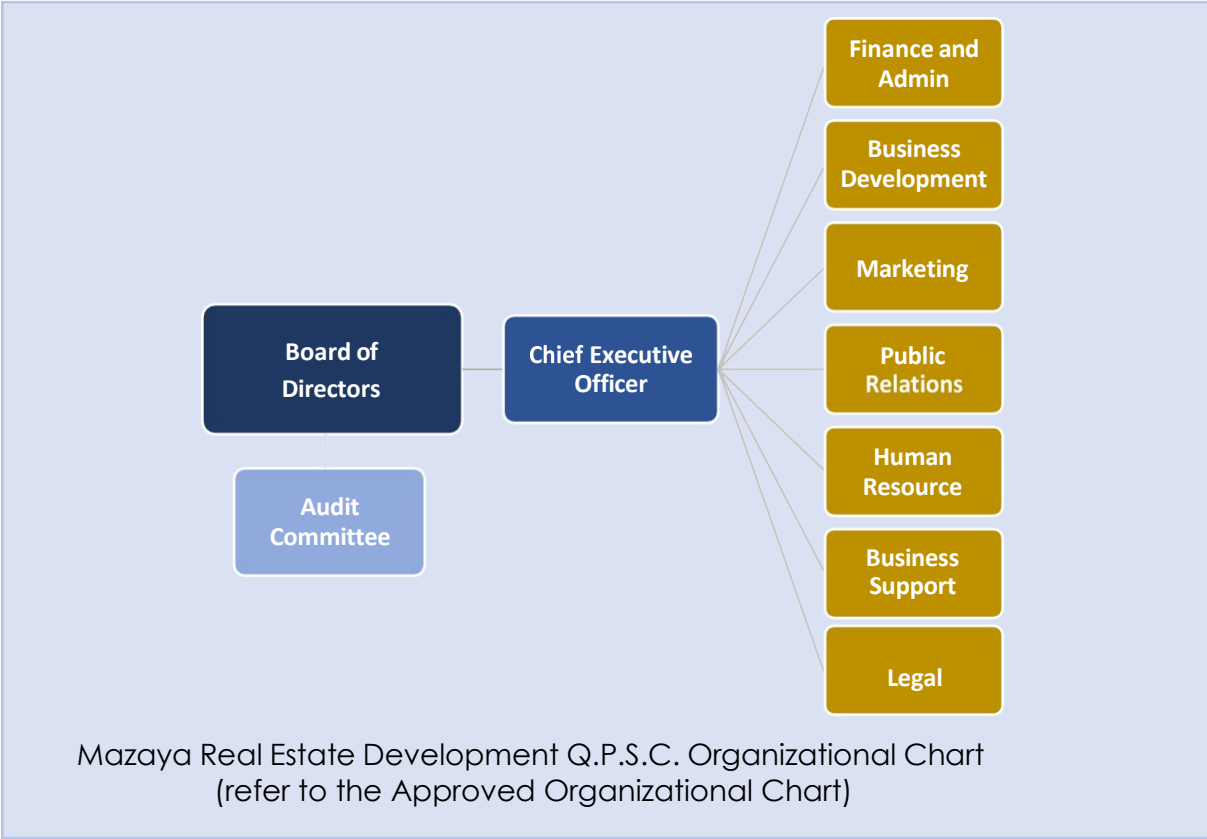 Board of
Directors
Audit
Committee
Chief Executive
Officer
Finance and
Admin
Business
Development
Marketing
Public
Relations
Human
Resource
Business
Support
Legal
Mazaya Real Estate Development Q.P.S.C. Organizational Chart
(refer to the Approved Organizational Chart)